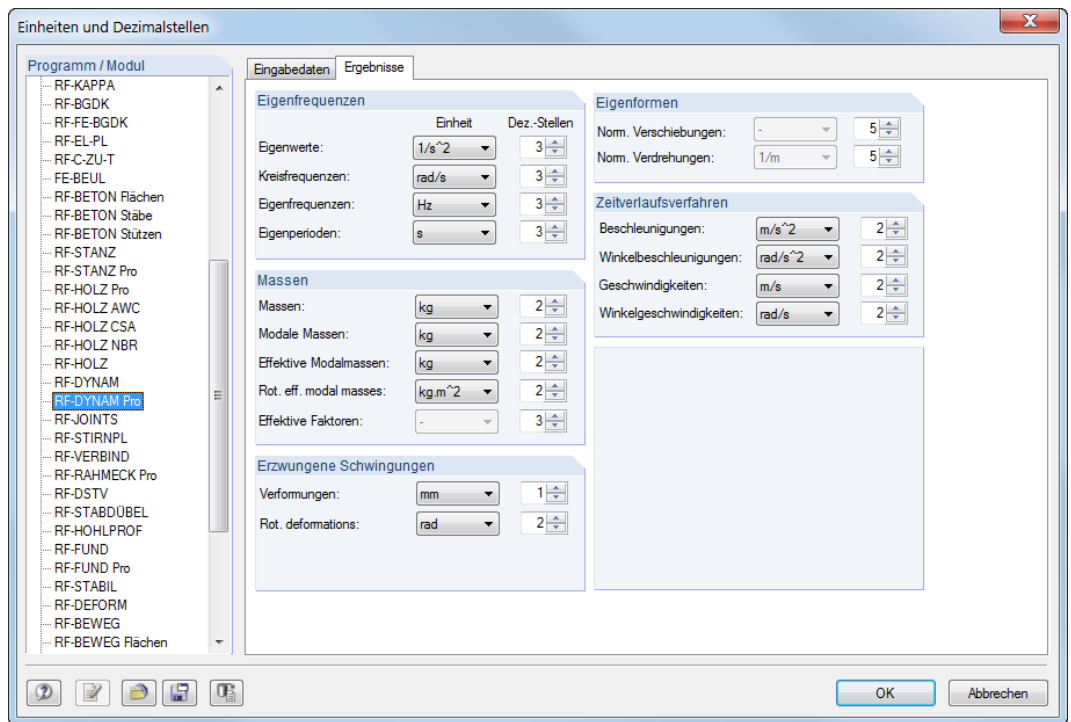 Einheiten und Dezimalstellen
Programm / Modul
RF-KAPPA
RF-BGDK
RF-FE-BGDK
RF-EL-PL
RF-C-ZU-T
FE-BEUL
RF-BETON Flächen
RF-BETON Stäbe
RF-BETON Stützen
RF-STANZ
RF-STANZ Pro
RF-HOLZ Pro
RF-HOLZ AWC
RF-HOLZ CSA
RF-HOLZ NBR
RF-HOLZ
RF-DYNAM
RF-DYNAM Pro
RF-JOINTS
RF-STIRNPL
RF-VERBIND
RF-RAHMECK Pro
RF-DSTV
RF-STABDÜBEL
RF-HOHLPROF
RF-FUND
RF-FUND Pro
RF-STABIL
RF-DEFORM
RF-BEWEG
RF-BEWEG Flächen
Eingabedaten Ergebnisse
Eigenfrequenzen
Einheit Dez.-Stellen
Eigenwerte: 1/s^2 3
Kreisfrequenzen: rad/s 3
Eigenfrequenzen: Hz 3
Eigenperioden: s 3
Massen
Massen: kg 2
Modale Massen: kg 2
Effektive Modalmassen: kg 2
Rot. eff. modal masses: kg.m^2 2
Effektive Faktoren: - 3
Erzwungene Schwingungen
Verformungen: mm 1
Rot. deformations: rad 2
Eigenformen
Norm. Verschiebungen: - 5
Norm. Verdrehungen: 1/m 5
Zeitverlaufsverfahren
Beschleunigungen: m/s^2 2
Winkelbeschleunigungen: rad/s^2 2
Geschwindigkeiten: m/s 2
Winkelgeschwindigkeiten: rad/s 2
OK Abbrechen